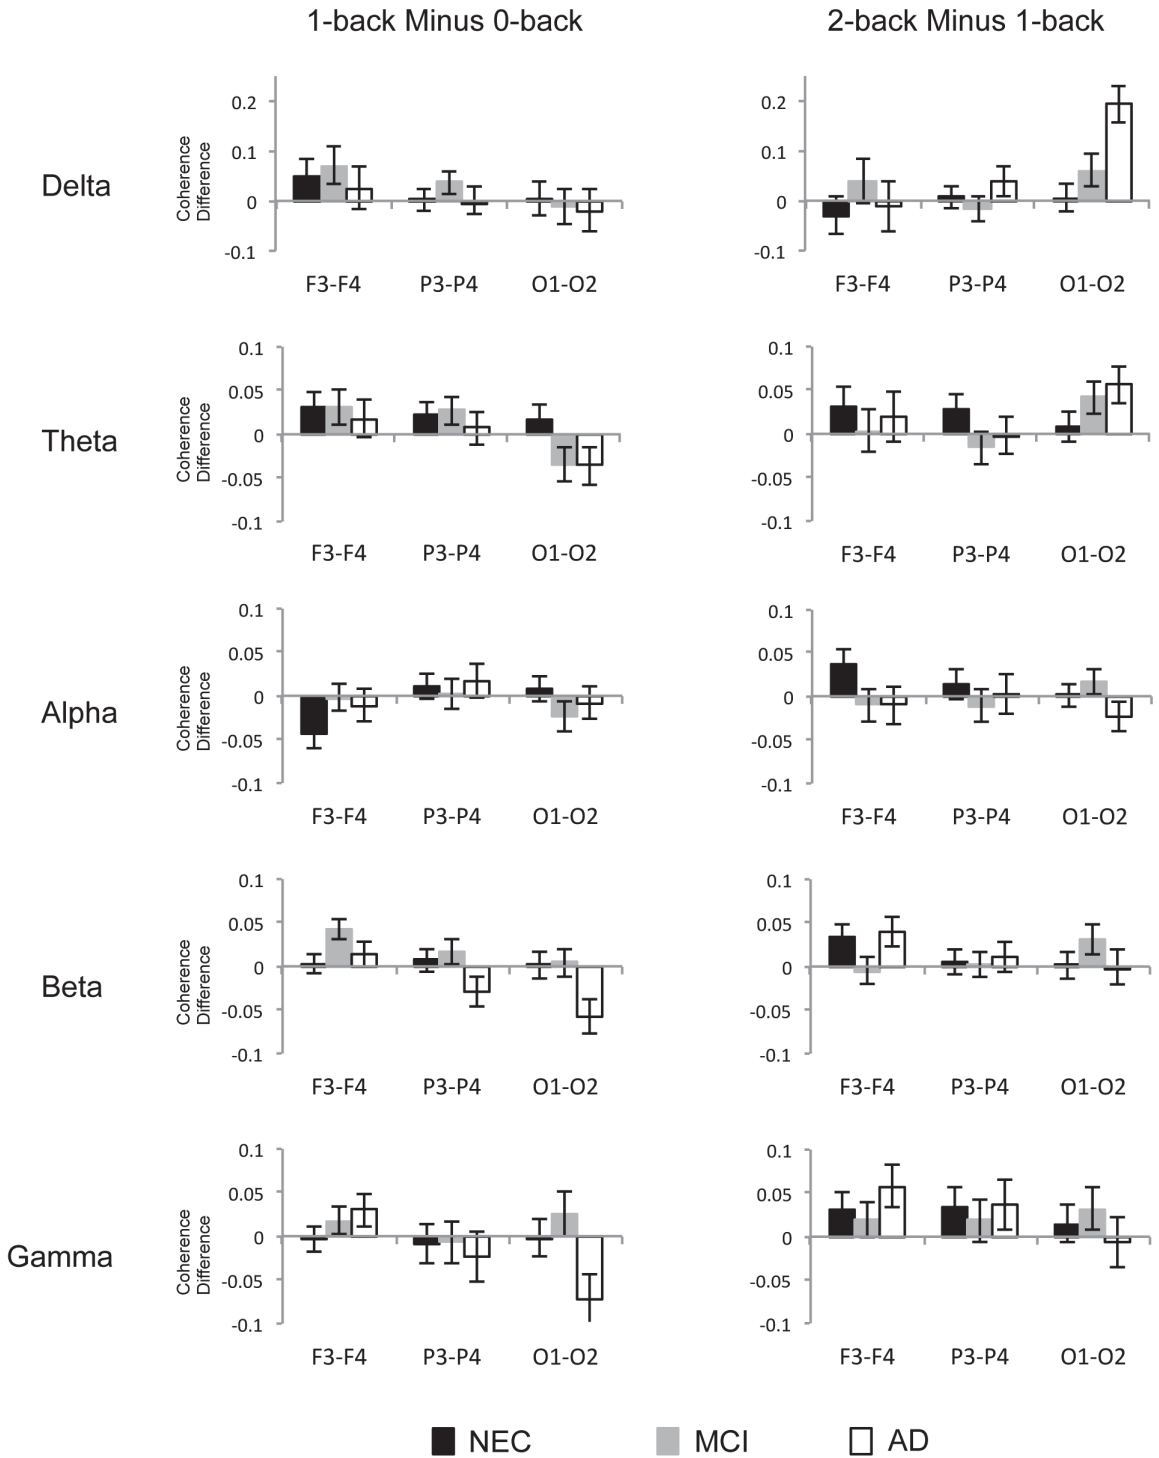 1-back Minus 0-back
2-back Minus 1-back
Delta
Coherence
Difference
0.2
0.1
0
-0.1
F3-F4
P3-P4
O1-O2
0.2
0.1
0
-0.1
F3-F4
P3-P4
O1-O2
Theta
Coherence
Difference
0.1
0.05
0
-0.05
-0.1
F3-F4
P3-P4
O1-O2
0.1
0.05
0
-0.05
-0.1
F3-F4
P3-P4
O1-O2
Alpha
Coherence
Difference
0.1
0.05
0
-0.05
-0.1
F3-F4
P3-P4
O1-O2
0.1
0.05
0
-0.05
-0.1
F3-F4
P3-P4
O1-O2
Beta
Coherence
Difference
0.1
0.05
0
-0.05
-0.1
F3-F4
P3-P4
O1-O2
0.1
0.05
0
-0.05
-0.1
F3-F4
P3-P4
O1-O2
Gamma
Coherence
Difference
0.1
0.05
0
-0.05
-0.1
F3-F4
P3-P4
O1-O2
0.1
0.05
0
-0.05
-0.1
F3-F4
P3-P4
O1-O2
NEC
MCI
AD